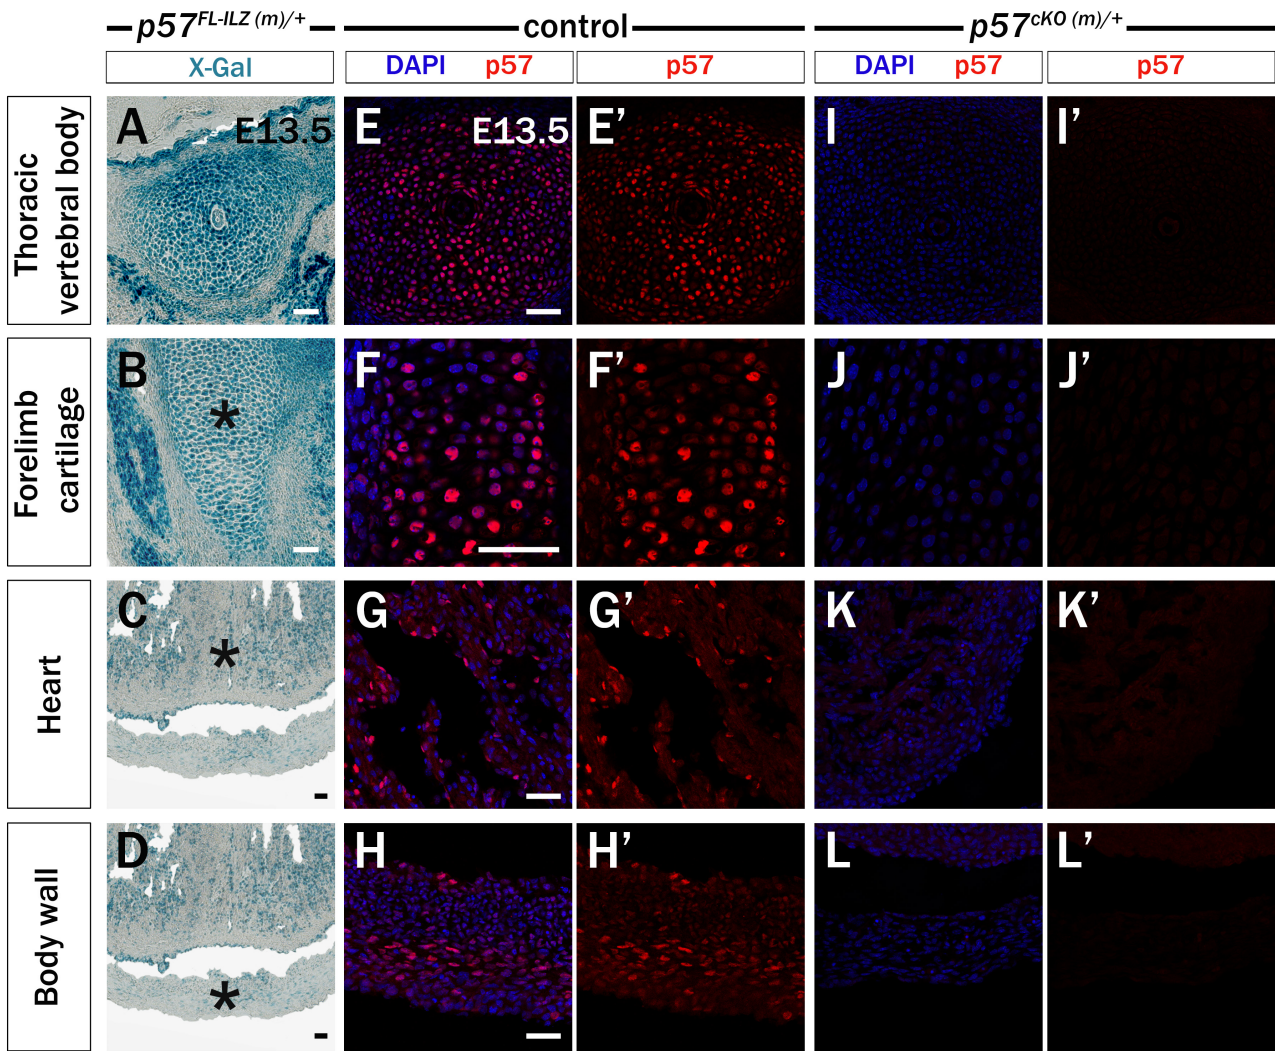 p57FL-ILZ (m)/+ control p57cKO (m)/+
X-Gal DAPI p57 p57 DAPI p57 p57
Thoracic
vertebral body
A E13.5 E E13.5 E’ I I’
Forelimb
cartilage
B * F F’ J J’
Heart
C * G G’ K K’
Body wall
D * H H’ L L’